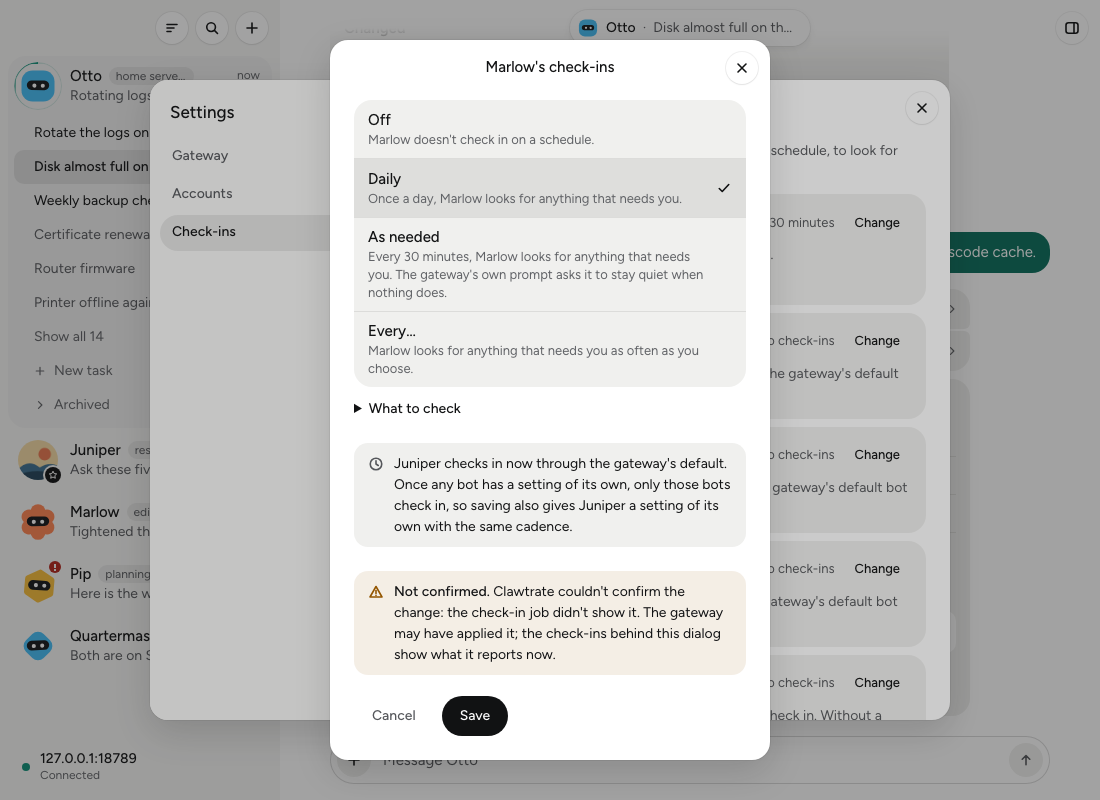 Otto · Disk almost full on th...
Otto home serve... now
Rotating logs
Rotate the logs on
Disk almost full on
Weekly backup che
Certificate renewa
Router firmware
Printer offline agai
Show all 14
New task
Archived
Juniper res
Ask these fiv
Marlow edi
Tightened th
Pip planning
Here is the w
Quartermas
Both are on S
127.0.0.1:18789
Connected
Settings
Gateway
Accounts
Check-ins
Marlow's check-ins
Off
Marlow doesn't check in on a schedule.
Daily
Once a day, Marlow looks for anything that needs you.
As needed
Every 30 minutes, Marlow looks for anything that needs
you. The gateway's own prompt asks it to stay quiet when
nothing does.
Every...
Marlow looks for anything that needs you as often as you
choose.
What to check
Juniper checks in now through the gateway's default.
Once any bot has a setting of its own, only those bots
check in, so saving also gives Juniper a setting of its
own with the same cadence.
Not confirmed. Clawtrate couldn't confirm the
change: the check-in job didn't show it. The gateway
may have applied it; the check-ins behind this dialog
show what it reports now.
Cancel Save
schedule, to look for
30 minutes Change
o check-ins Change
he gateway's default
o check-ins Change
gateway's default bot
o check-ins Change
ateway's default bot
o check-ins Change
heck in. Without a
scode cache.
Message Otto